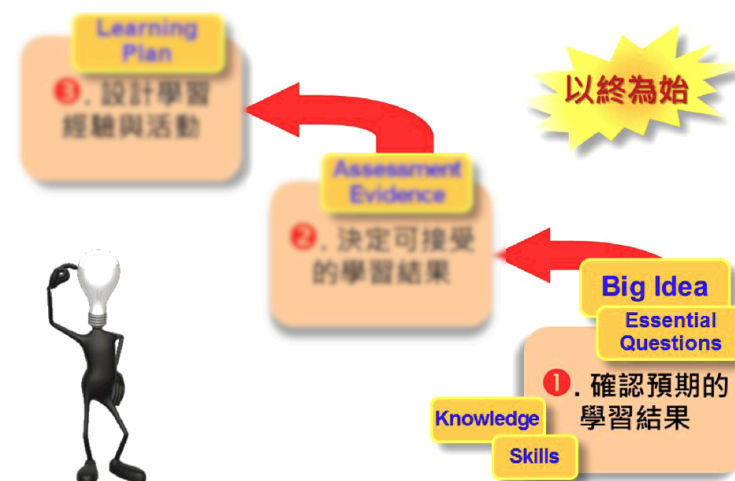 Learning
Plan
❸. 設計學習
經驗與活動
以終為始
Assessment
Evidence
❷. 決定可接受
的學習結果
Big Idea
Essential
Questions
❶. 確認預期的
學習結果
Knowledge
Skills